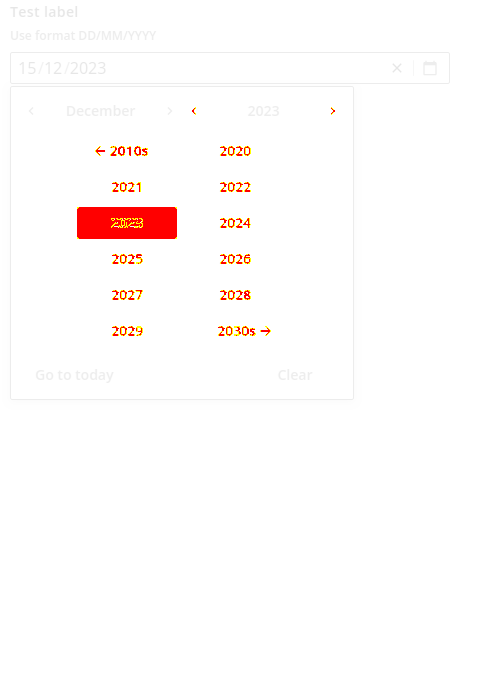 Test label
Use format DD/MM/YYYY
15/12/2023
December 2023
← 2010s 2020
2021 2022
2023 2024
2025 2026
2027 2028
2029 2030s →
Go to today Clear